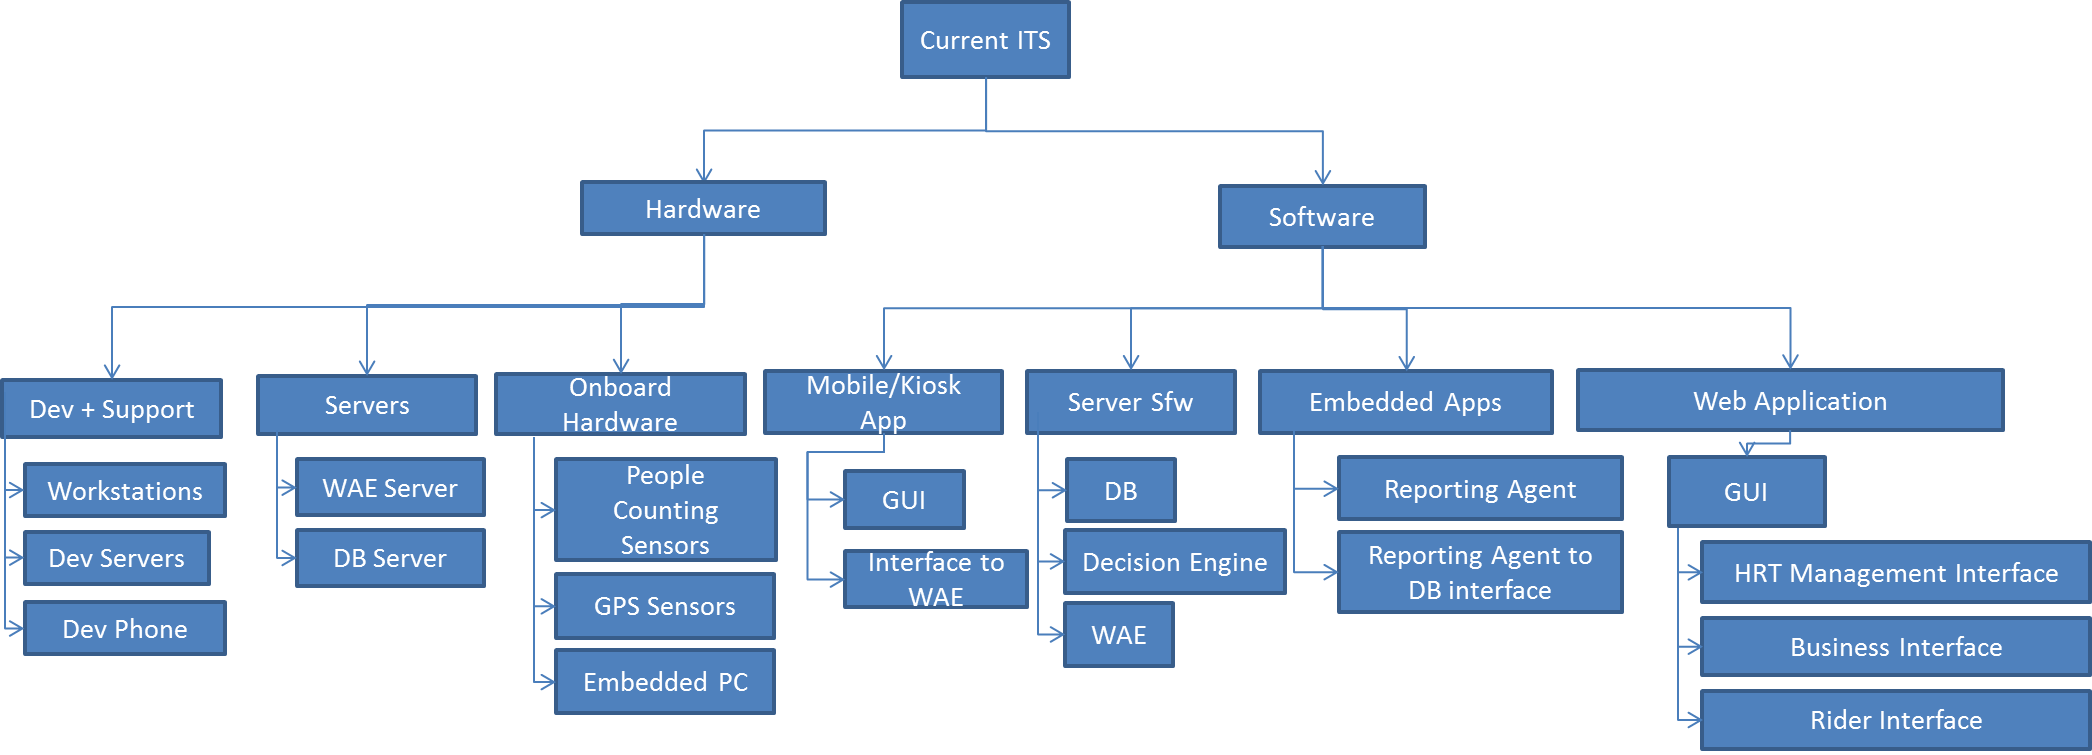 Current ITS
Hardware
Software
Dev + Support
Servers
Onboard
Hardware
Mobile/Kiosk
App
Server Sfw
Embedded Apps
Web Application
Workstations
Dev Servers
Dev Phone
WAE Server
DB Server
People
Counting
Sensors
GPS Sensors
Embedded PC
GUI
Interface to
WAE
DB
Decision Engine
WAE
Reporting Agent
Reporting Agent to
DB interface
GUI
HRT Management Interface
Business Interface
Rider Interface